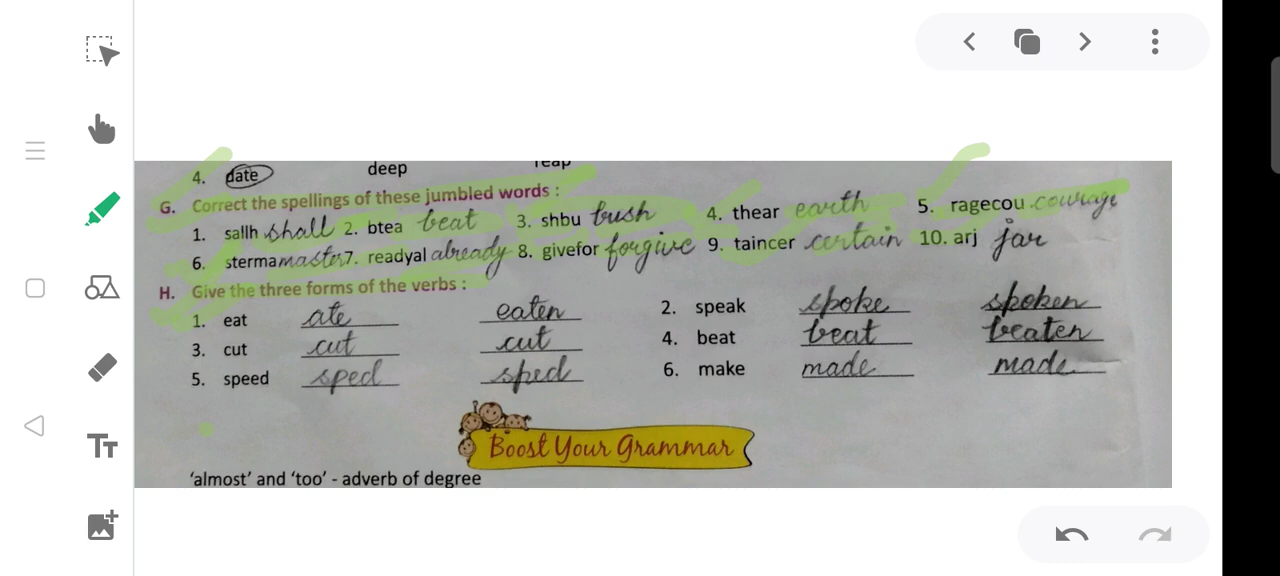 deep reap
4. date
G. Correct the spellings of these jumbled words :
1. sallh shall 2. btea beat 3. shbu bush 4. thear earth 5. ragecou courage
6. sterma master 7. readyal already 8. givefor forgive 9. taincer certain 10. arj jar
H. Give the three forms of the verbs :
1. eat ate eaten 2. speak spoke spoken
3. cut cut cut 4. beat beat beaten
5. speed sped sped 6. make made made
Boost Your Grammar
'almost' and 'too' - adverb of degree
TT